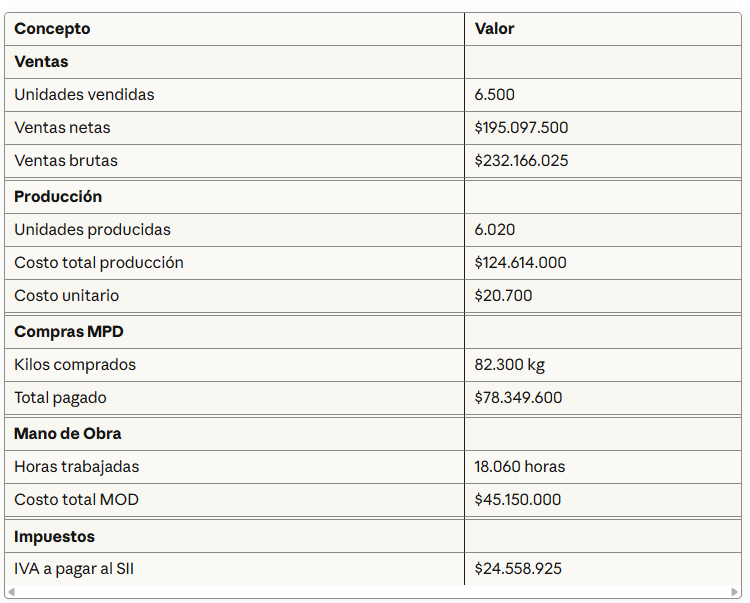 Concepto Valor
Ventas
Unidades vendidas 6.500
Ventas netas $195.097.500
Ventas brutas $232.166.025
Producción
Unidades producidas 6.020
Costo total producción $124.614.000
Costo unitario $20.700
Compras MPD
Kilos comprados 82.300 kg
Total pagado $78.349.600
Mano de Obra
Horas trabajadas 18.060 horas
Costo total MOD $45.150.000
Impuestos
IVA a pagar al SII $24.558.925